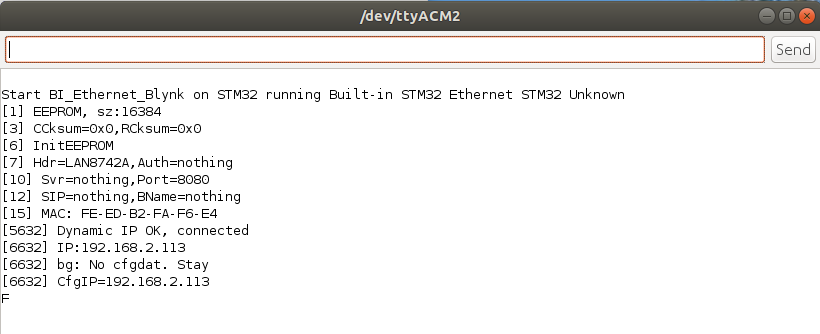 /dev/ttyACM2
Send
Start BI_Ethernet_Blynk on STM32 running Built-in STM32 Ethernet STM32 Unknown
[1] EEPROM, sz:16384
[3] CCksum=0x0,RCksum=0x0
[6] InitEEPROM
[7] Hdr=LAN8742A,Auth=nothing
[10] Svr=nothing,Port=8080
[12] SIP=nothing,BName=nothing
[15] MAC: FE-ED-B2-FA-F6-E4
[5632] Dynamic IP OK, connected
[6632] IP:192.168.2.113
[6632] bg: No cfgdat. Stay
[6632] CfgIP=192.168.2.113
F